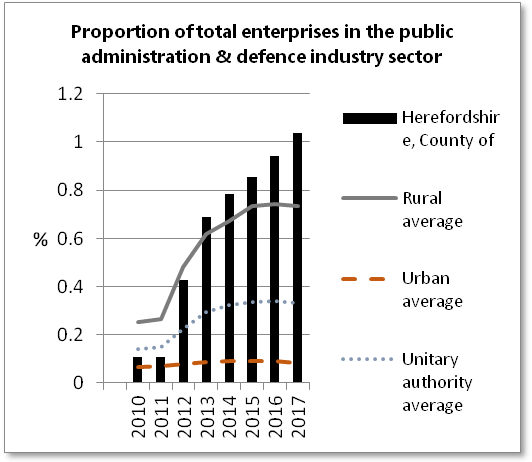 Proportion of total enterprises in the public
administration & defence industry sector
1.2
1
0.8
0.6
0.4
0.2
0
%
2010
2011
2012
2013
2014
2015
2016
2017
Herefordshir
e, County of
Rural
average
Urban
average
Unitary
authority
average